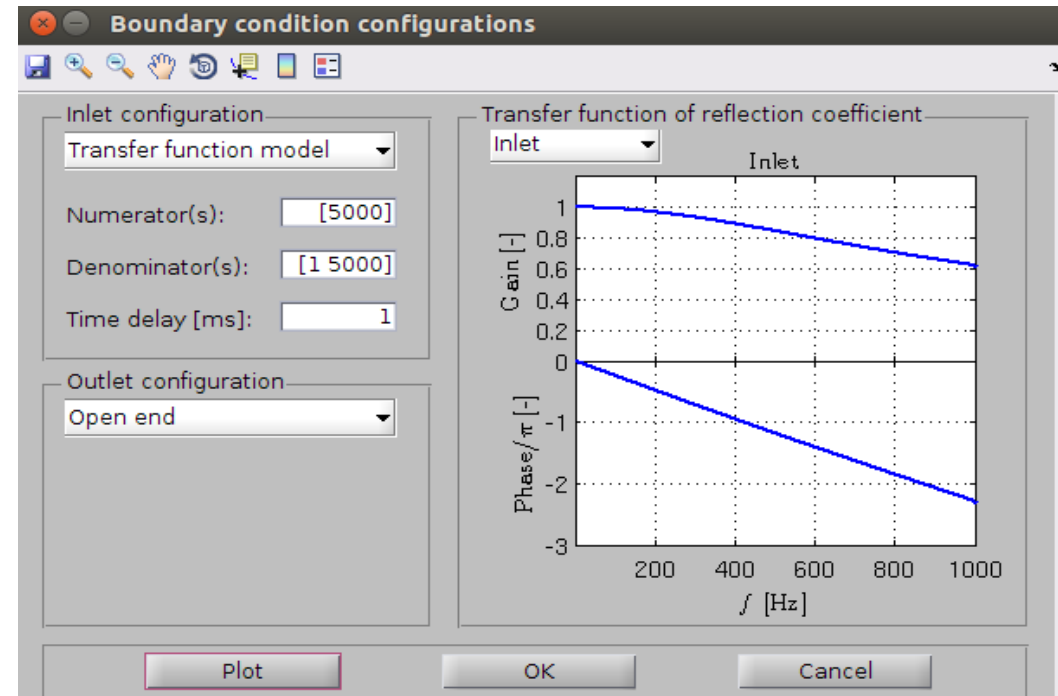 Boundary condition configurations
Inlet configuration
Transfer function model
Numerator(s): [5000]
Denominator(s): [1 5000]
Time delay [ms]: 1
Outlet configuration
Open end
Transfer function of reflection coefficient
Inlet
Inlet
Gain [-]
1
0.8
0.6
0.4
0.2
0
Phase/π [-]
-1
-2
-3
200 400 600 800 1000
f [Hz]
Plot OK Cancel